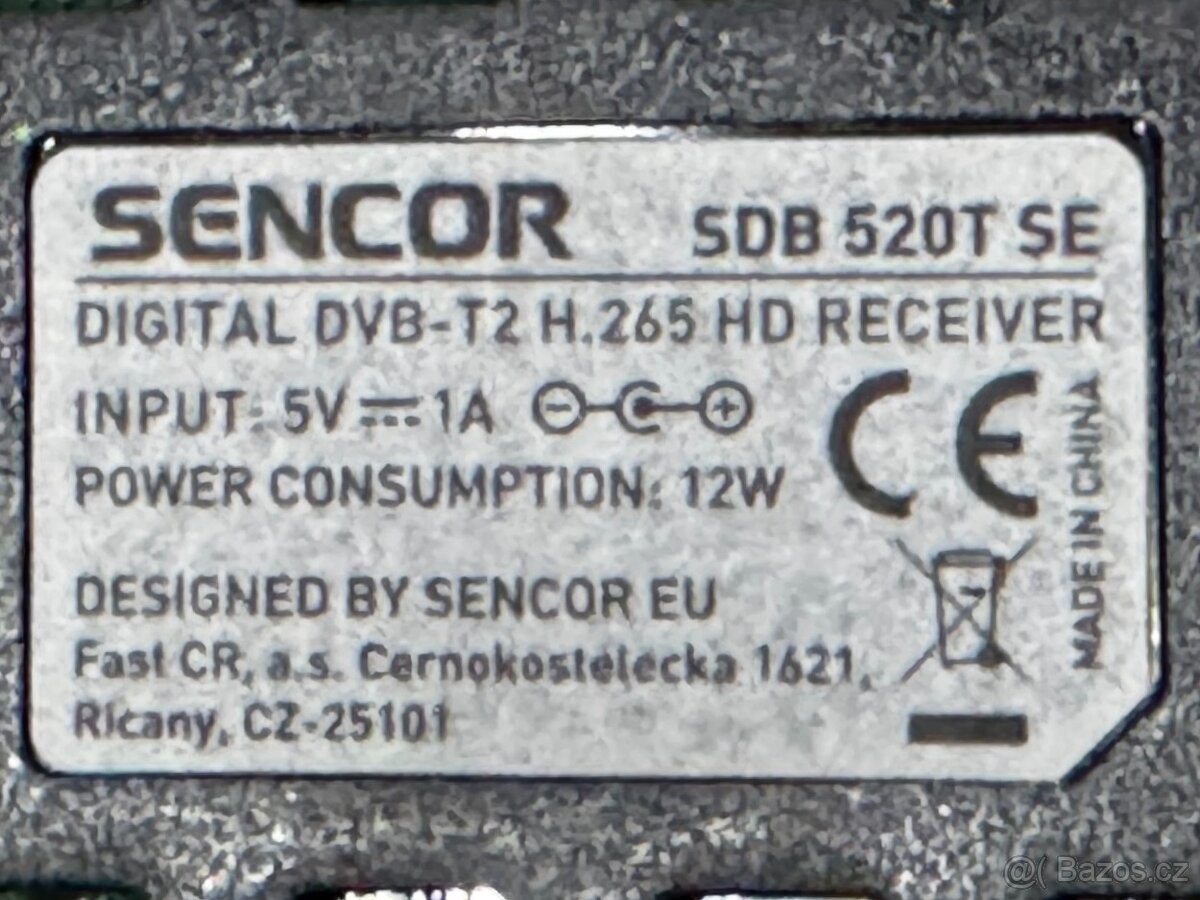 SENCOR SDB 520T SE
DIGITAL DVB-T2 H.265 HD RECEIVER
INPUT: 5V 1A
POWER CONSUMPTION: 12W
CE
MADE IN CHINA
DESIGNED BY SENCOR EU
Fast CR, a.s. Cernokostelecka 1621,
Ricany, CZ-25101
@( Bazos.cz